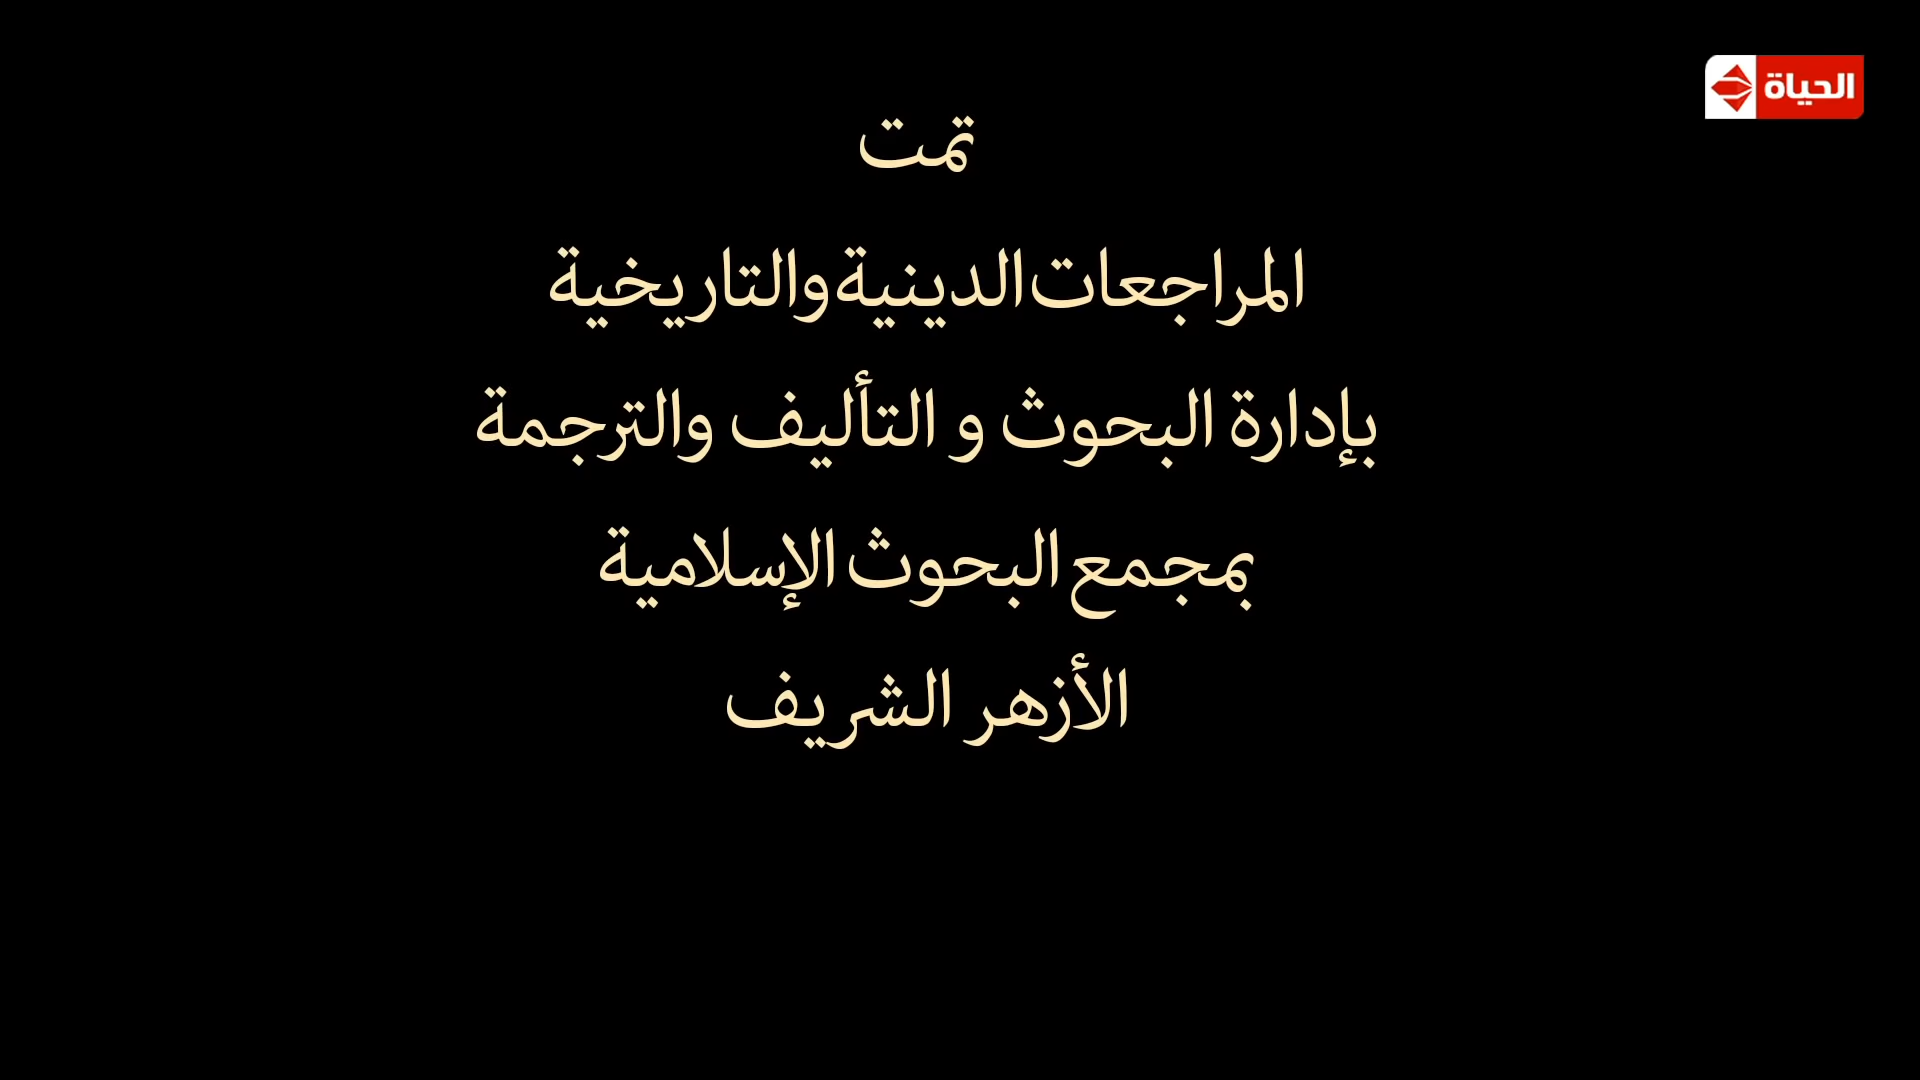 الحياة
تمت
المراجعات الدينية والتاريخية
بإدارة البحوث و التأليف والترجمة
بمجمع البحوث الإسلامية
الأزهر الشريف